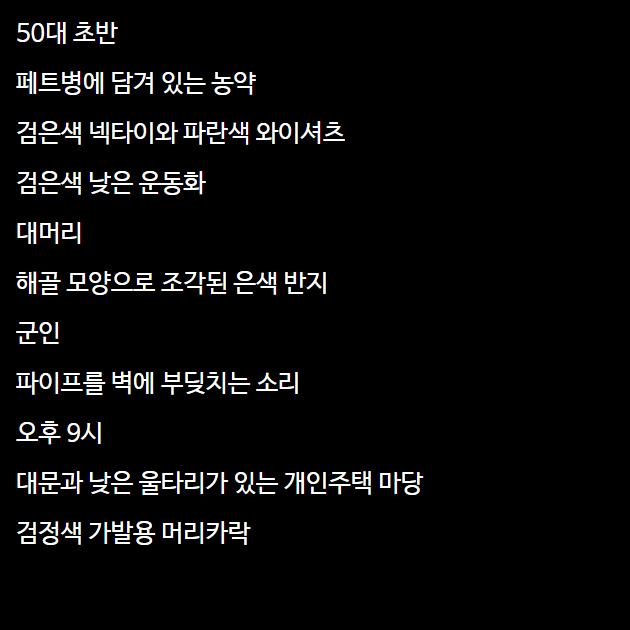 50대 초반
페트병에 담겨 있는 농약
검은색 넥타이와 파란색 와이셔츠
검은색 낮은 운동화
대머리
해골 모양으로 조각된 은색 반지
군인
파이프를 벽에 부딪치는 소리
오후 9시
대문과 낮은 울타리가 있는 개인주택 마당
검정색 가발용 머리카락